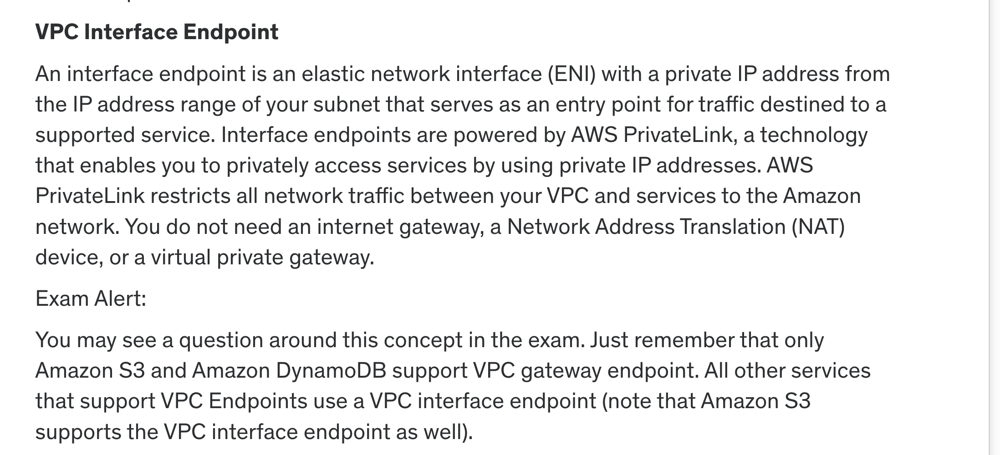 VPC Interface Endpoint
An interface endpoint is an elastic network interface (ENI) with a private IP address from
the IP address range of your subnet that serves as an entry point for traffic destined to a
supported service. Interface endpoints are powered by AWS PrivateLink, a technology
that enables you to privately access services by using private IP addresses. AWS
PrivateLink restricts all network traffic between your VPC and services to the Amazon
network. You do not need an internet gateway, a Network Address Translation (NAT)
device, or a virtual private gateway.
Exam Alert:
You may see a question around this concept in the exam. Just remember that only
Amazon S3 and Amazon DynamoDB support VPC gateway endpoint. All other services
that support VPC Endpoints use a VPC interface endpoint (note that Amazon S3
supports the VPC interface endpoint as well).